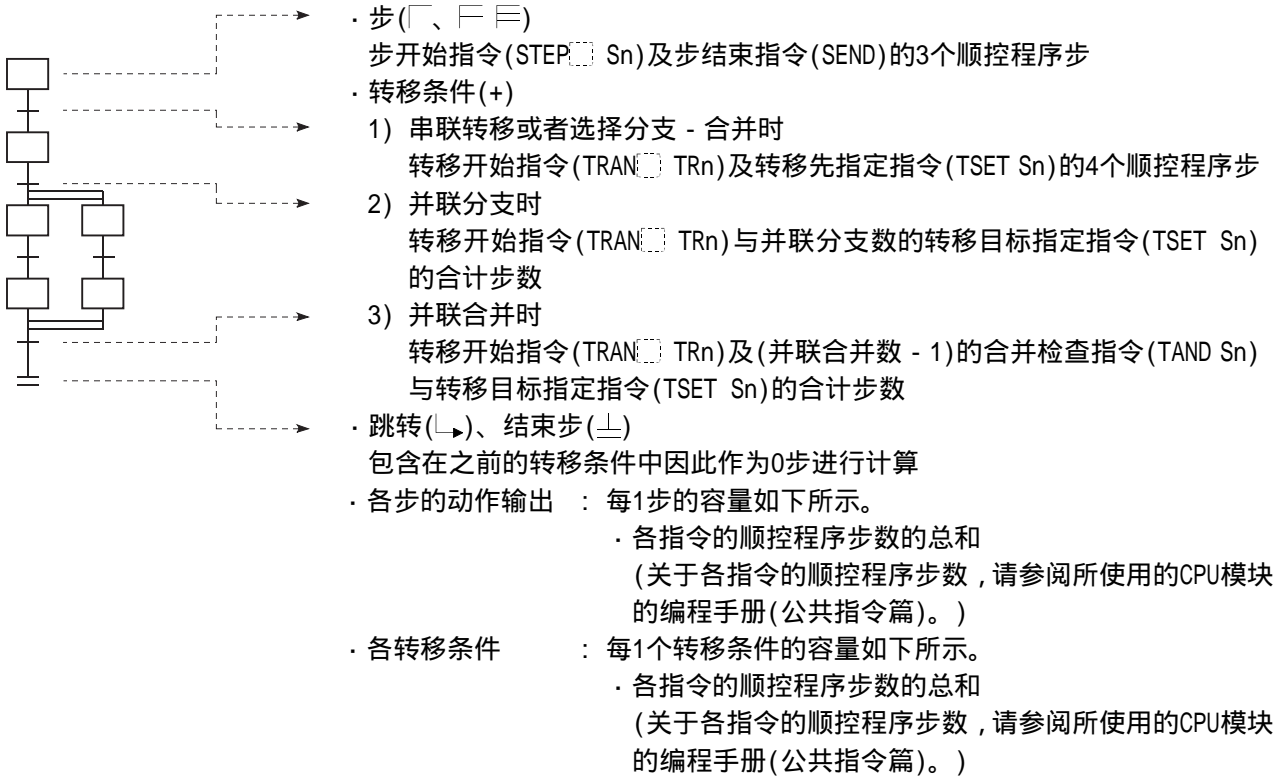 ·步(、 )
步开始指令(STEP Sn)及步结束指令(SEND)的3个顺控程序步
·转移条件(+)
1) 串联转移或者选择分支 - 合并时
转移开始指令(TRAN TRn)及转移先指定指令(TSET Sn)的4个顺控程序步
2) 并联分支时
转移开始指令(TRAN TRn)与并联分支数的转移目标指定指令(TSET Sn)
的合计步数
3) 并联合并时
转移开始指令(TRAN TRn)及(并联合并数 - 1)的合并检查指令(TAND Sn)
与转移目标指定指令(TSET Sn)的合计步数
·跳转()、结束步()
包含在之前的转移条件中因此作为0步进行计算
·各步的动作输出 : 每1步的容量如下所示。
·各指令的顺控程序步数的总和
(关于各指令的顺控程序步数,请参阅所使用的CPU模块
的编程手册(公共指令篇)。)
·各转移条件 : 每1个转移条件的容量如下所示。
·各指令的顺控程序步数的总和
(关于各指令的顺控程序步数,请参阅所使用的CPU模块
的编程手册(公共指令篇)。)